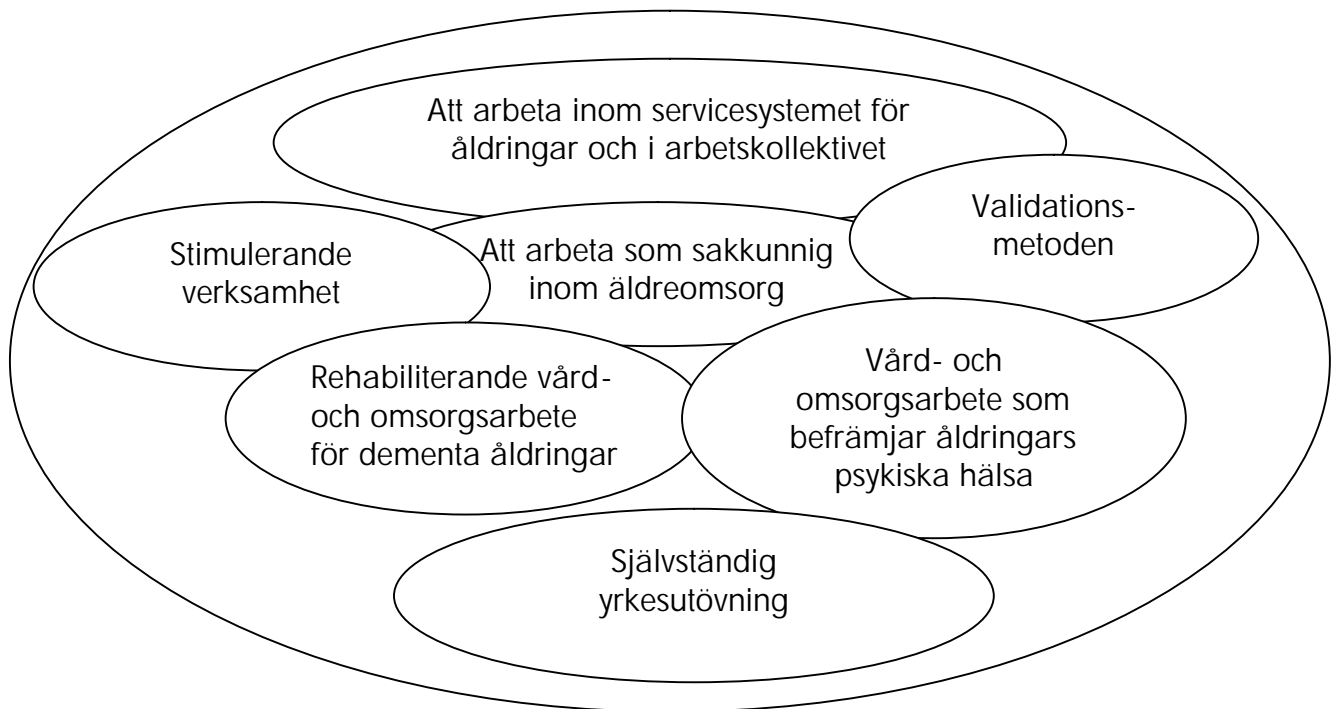 Att arbeta inom servicesystemet för
åldringar och i arbetskollektivet
Validations-
metoden
Stimulerande
verksamhet
Att arbeta som sakkunnig
inom äldreomsorg
Rehabiliterande vård-
och omsorgsarbete
för dementa åldringar
Vård- och
omsorgsarbete som
befrämjar åldringars
psykiska hälsa
Självständig
yrkesutövning